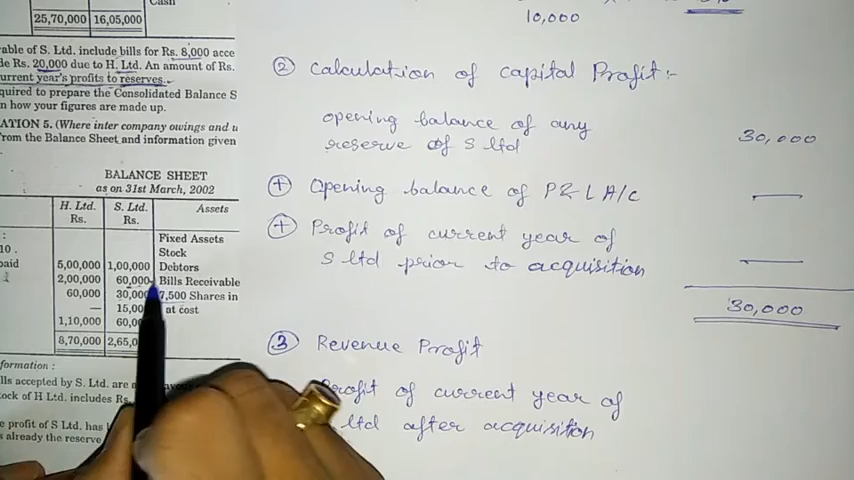 Cash
25,70,000 16,05,000
able of S. Ltd. include bills for Rs. 8,000 acce
de Rs. 20,000 due to H. Ltd. An amount of Rs.
urrent year's profits to reserves.
quired to prepare the Consolidated Balance S
n how your figures are made up.
ATION 5. (Where inter company owings and u
rom the Balance Sheet and information given
BALANCE SHEET
as on 31st March, 2002
H. Ltd. S. Ltd. Assets
Rs. Rs.
: Fixed Assets
10. Stock
paid 5,00,000 1,00,000 Debtors
2,00,000 60,000 Bills Receivable
60,000 30,000 7,500 Shares in
— 15,00 at cost
1,10,000 60,0
8,70,000 2,65,0
formation :
lls accepted by S. Ltd. are
tock of H Ltd. includes Rs.
e profit of S Ltd. has
s already the reserve
10,000
② Calculation of capital Profit :-
opening balance of any
reserve of S ltd 30,000
+ Opening balance of P&L A/c —
+ Profit of current year of
S ltd prior to acquisition —
30,000
③ Revenue Profit
Profit of current year of
ltd after acquisition